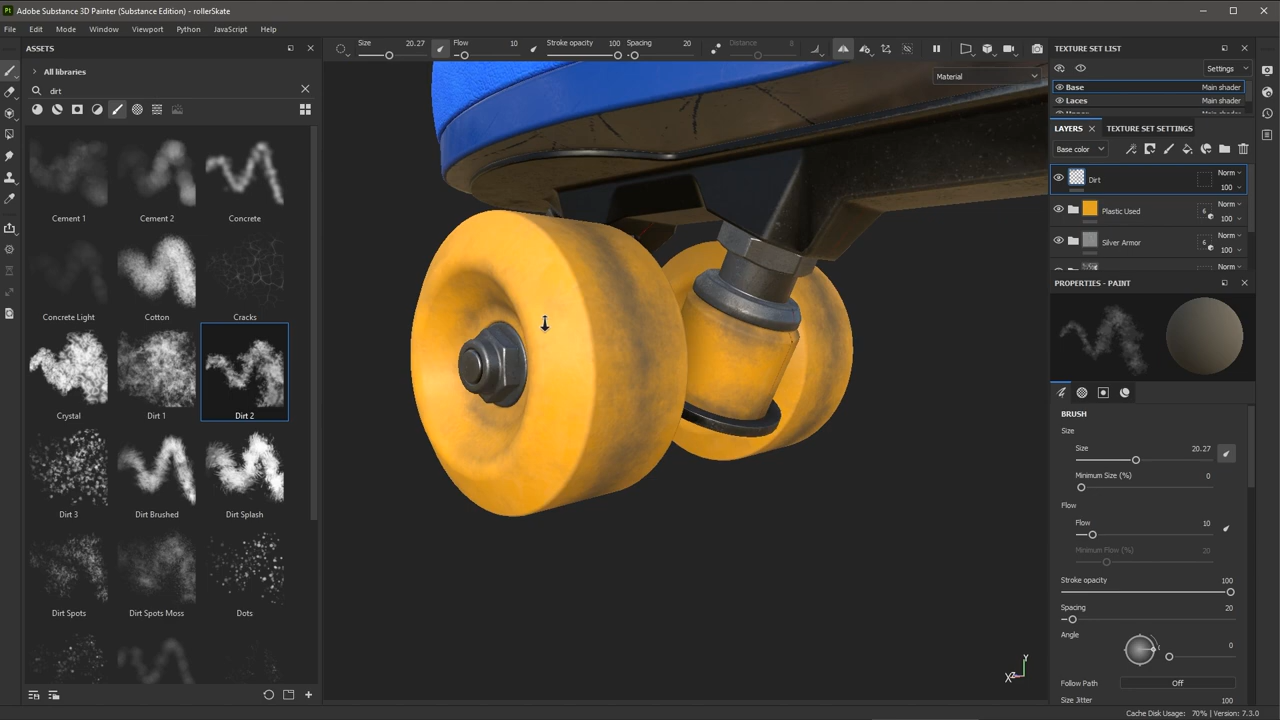 Pt Adobe Substance 3D Painter (Substance Edition) - rollerSkate
File Edit Mode Window Viewport Python JavaScript Help
ASSETS
All libraries
dirt
Cement 1 Cement 2 Concrete
Concrete Light Cotton Cracks
Crystal Dirt 1 Dirt 2
Dirt 3 Dirt Brushed Dirt Splash
Dirt Spots Dirt Spots Moss Dots
Size 20.27 Flow 10 Stroke opacity 100 Spacing 20 Distance 8
Material
Y
X Z
TEXTURE SET LIST
Settings
Base Main shader
Laces Main shader
LAYERS TEXTURE SET SETTINGS
Base color
Dirt Norm
100
Plastic Used 6 Norm
100
Silver Armor 6 Norm
100
Norm
PROPERTIES - PAINT
BRUSH
Size
Size 20.27
Minimum Size (%) 0
Flow
Flow 10
Minimum Flow (%) 20
Stroke opacity 100
Spacing 20
Angle
0
Follow Path Off
Size Jitter 100
Cache Disk Usage: 70% | Version: 7.3.0